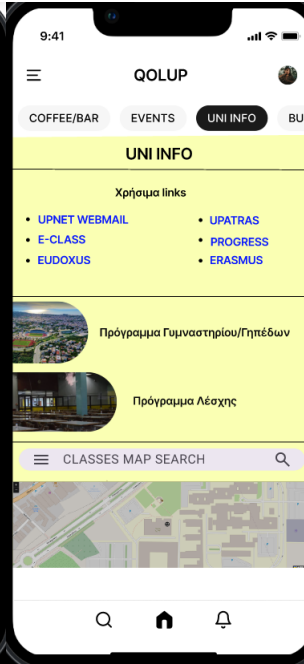 9:41
QOLUP
COFFEE/BAR EVENTS UNI INFO BU
UNI INFO
Χρήσιμα links
• UPNET WEBMAIL
• E-CLASS
• EUDOXUS
• UPATRAS
• PROGRESS
• ERASMUS
Πρόγραμμα Γυμναστηρίου/Γηπέδων
Πρόγραμμα Λέσχης
CLASSES MAP SEARCH